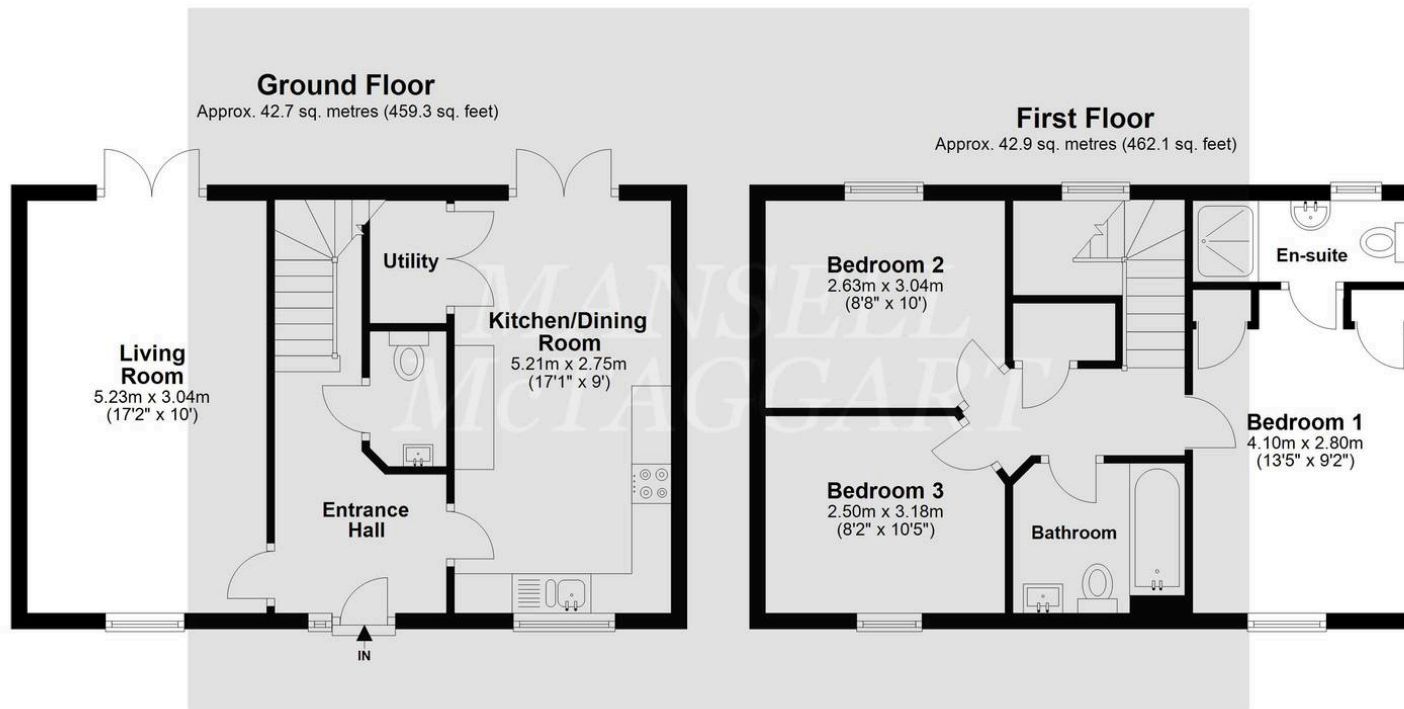 Ground Floor
Approx. 42.7 sq. metres (459.3 sq. feet)
Living
Room
5.23m x 3.04m
(17'2" x 10')
Utility
Kitchen/Dining
Room
5.21m x 2.75m
(17'1" x 9')
Entrance
Hall
IN
First Floor
Approx. 42.9 sq. metres (462.1 sq. feet)
Bedroom 2
2.63m x 3.04m
(8'8" x 10')
En-suite
Bedroom 1
4.10m x 2.80m
(13'5" x 9'2")
Bedroom 3
2.50m x 3.18m
(8'2" x 10'5")
Bathroom
MANSELL
McTAGGART